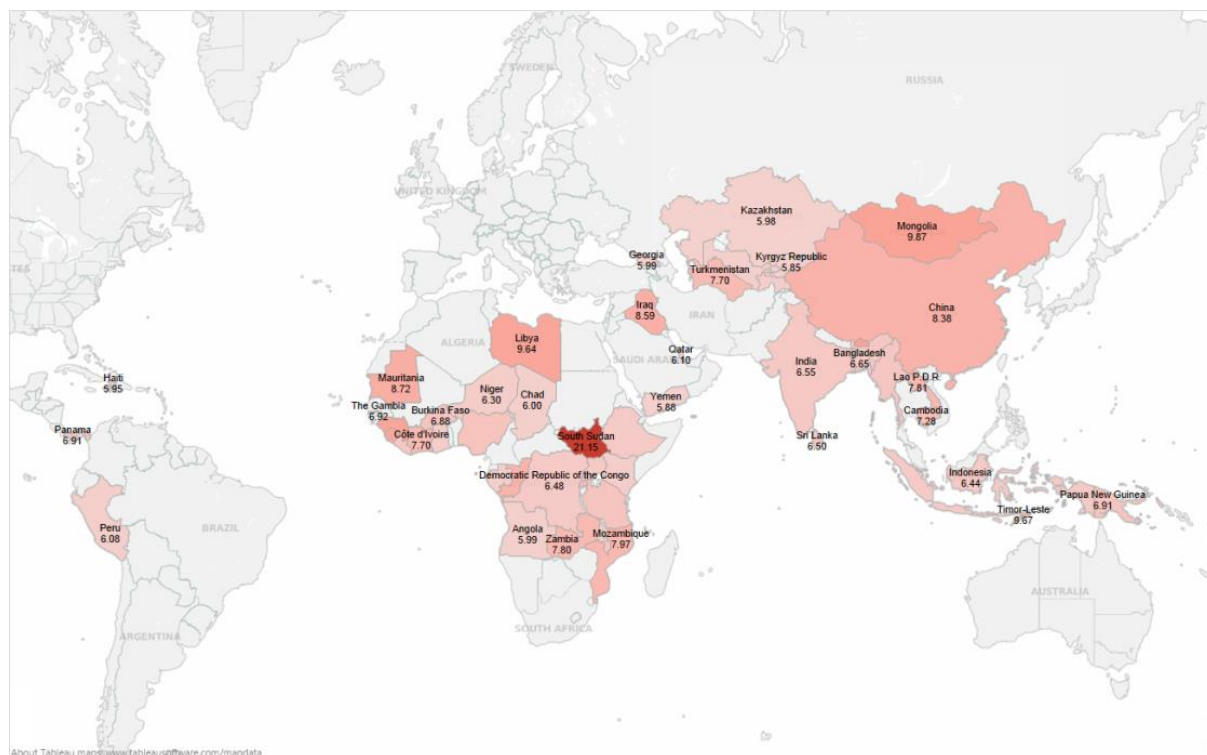 SWEDEN
RUSSIA
UNITED KINGDOM
Kazakhstan
5.98
Mongolia
9.87
Georgia
5.99
Kyrgyz Republic
5.85
Turkmenistan
7.70
TES
Iraq
8.59
IRAN
China
8.38
Libya
9.64
ALGERIA
Qatar
6.10
SAUDI ARA
India
6.55
Bangladesh
6.65
Haiti
5.95
Mauritania
8.72
Niger
6.30
Chad
6.00
Lao P.D.R.
7.81
Yemen
5.88
The Gambia
6.92
Burkina Faso
6.88
Cambodia
7.28
Panama
6.91
Côte d'Ivoire
7.70
South Sudan
21.15
Sri Lanka
6.50
Democratic Republic of the Congo
6.48
Indonesia
6.44
Papua New Guinea
6.91
Timor-Leste
9.67
Peru
6.08
BRAZIL
Angola
5.99
Zambia
7.80
Mozambique
7.97
AUSTRALIA
SOUTH AFRICA
ARGENTINA
About Tableau maps: www.tableausoftware.com/mapdata